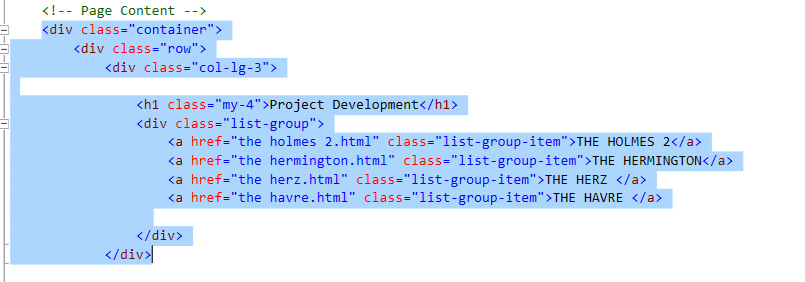 <!-- Page Content -->
<div class="container">
<div class="row">
<div class="col-lg-3">
<h1 class="my-4">Project Development</h1>
<div class="list-group">
<a href="the holmes 2.html" class="list-group-item">THE HOLMES 2</a>
<a href="the hermington.html" class="list-group-item">THE HERMINGTON</a>
<a href="the herz.html" class="list-group-item">THE HERZ </a>
<a href="the havre.html" class="list-group-item">THE HAVRE </a>
</div>
</div>